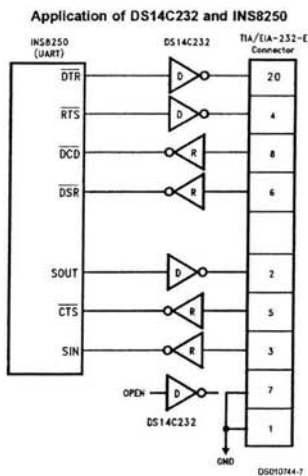 Application of DS14C232 and INS8250
INS8250
(UART)
DS14C232
TIA/EIA-232-E
Connector
DTR
D
20
RTS
D
4
DCD
R
8
DSR
R
6
SOUT
D
2
CTS
R
5
SIN
R
3
OPEN
D
7
DS14C232
1
GND
DS010744-7